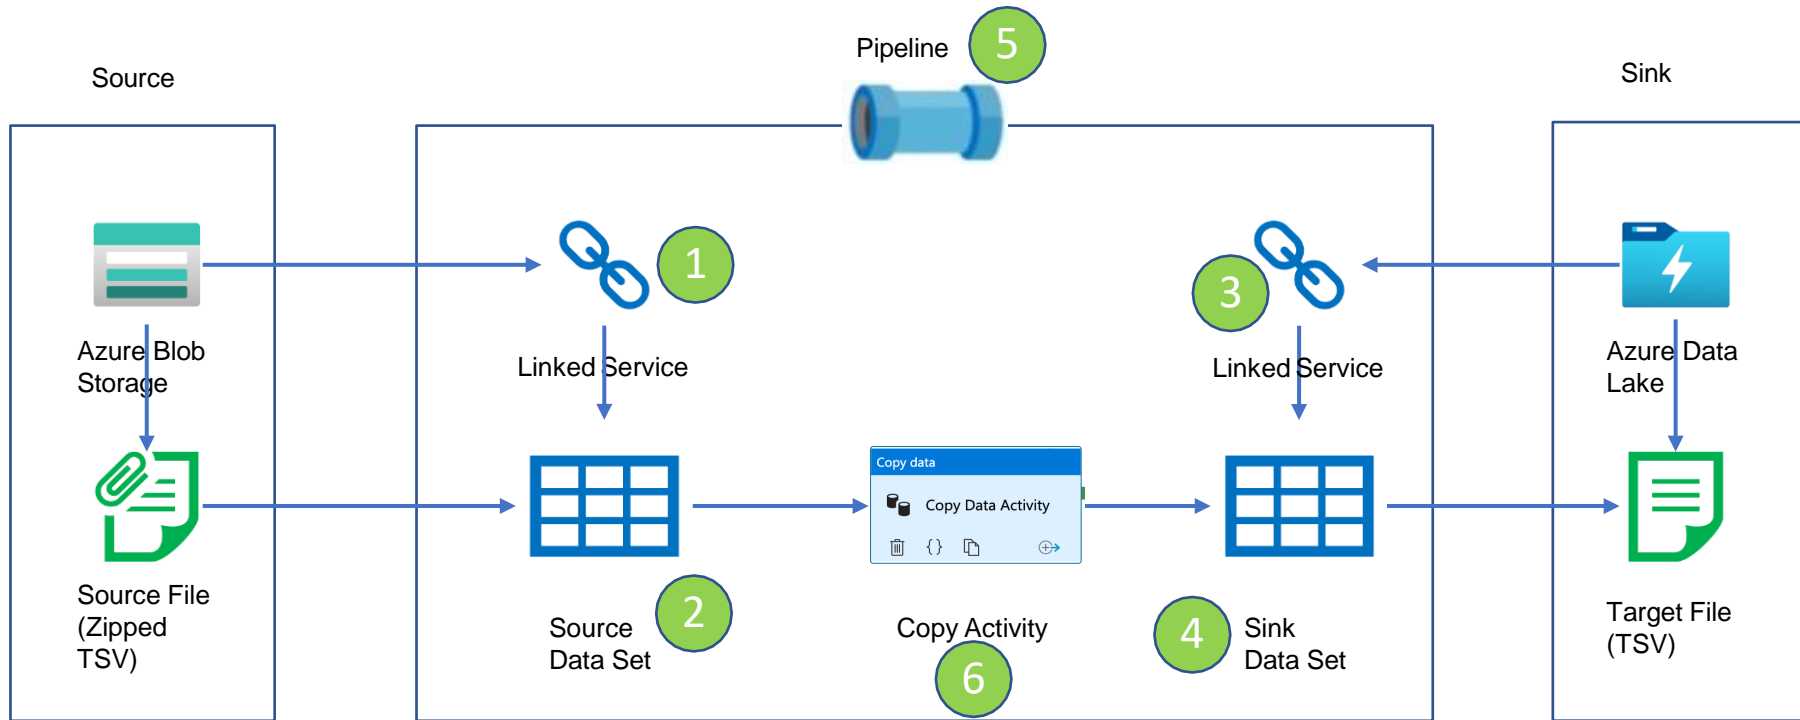 Pipeline
5
Source
Sink
1
3
Azure Blob
Storage
Linked Service
Linked Service
Azure Data
Lake
Copy data
Copy Data Activity
{}
Source File
(Zipped
TSV)
Source
Data Set
2
Copy Activity
6
4
Sink
Data Set
Target File
(TSV)